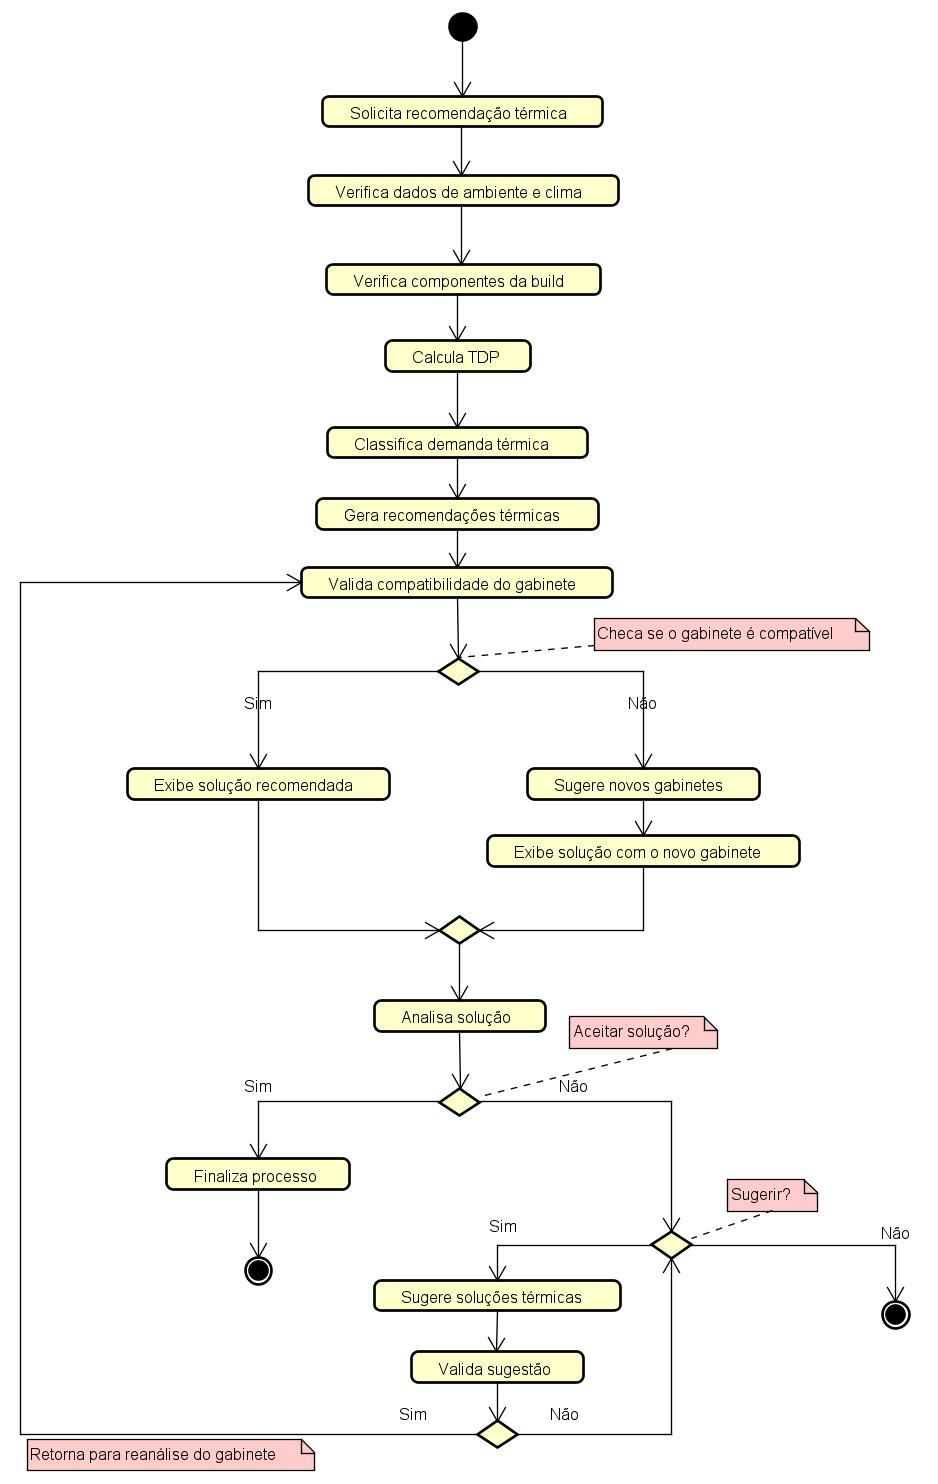 Solicita recomendação térmica
Verifica dados de ambiente e clima
Verifica componentes da build
Calcula TDP
Classifica demanda térmica
Gera recomendações térmicas
Valida compatibilidade do gabinete
Checa se o gabinete é compatível
Sim
Não
Exibe solução recomendada
Sugere novos gabinetes
Exibe solução com o novo gabinete
Analisa solução
Aceitar solução?
Sim
Não
Finaliza processo
Sugerir?
Sim
Não
Sugere soluções térmicas
Valida sugestão
Sim
Não
Retorna para reanálise do gabinete